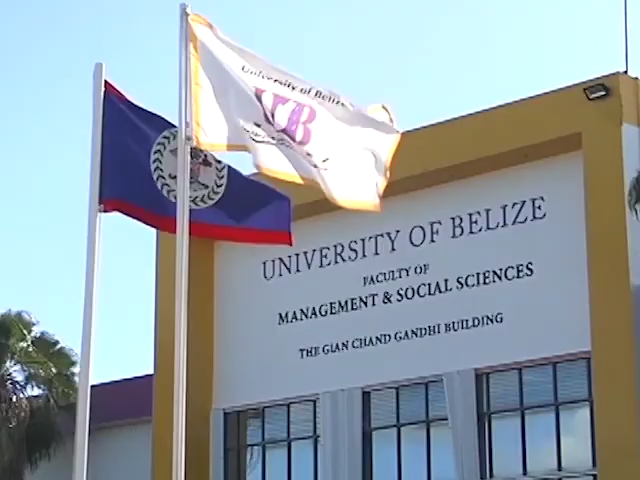 University of Belize
UB
UNIVERSITY OF BELIZE
FACULTY OF
MANAGEMENT & SOCIAL SCIENCES
THE GIAN CHAND GANDHI BUILDING